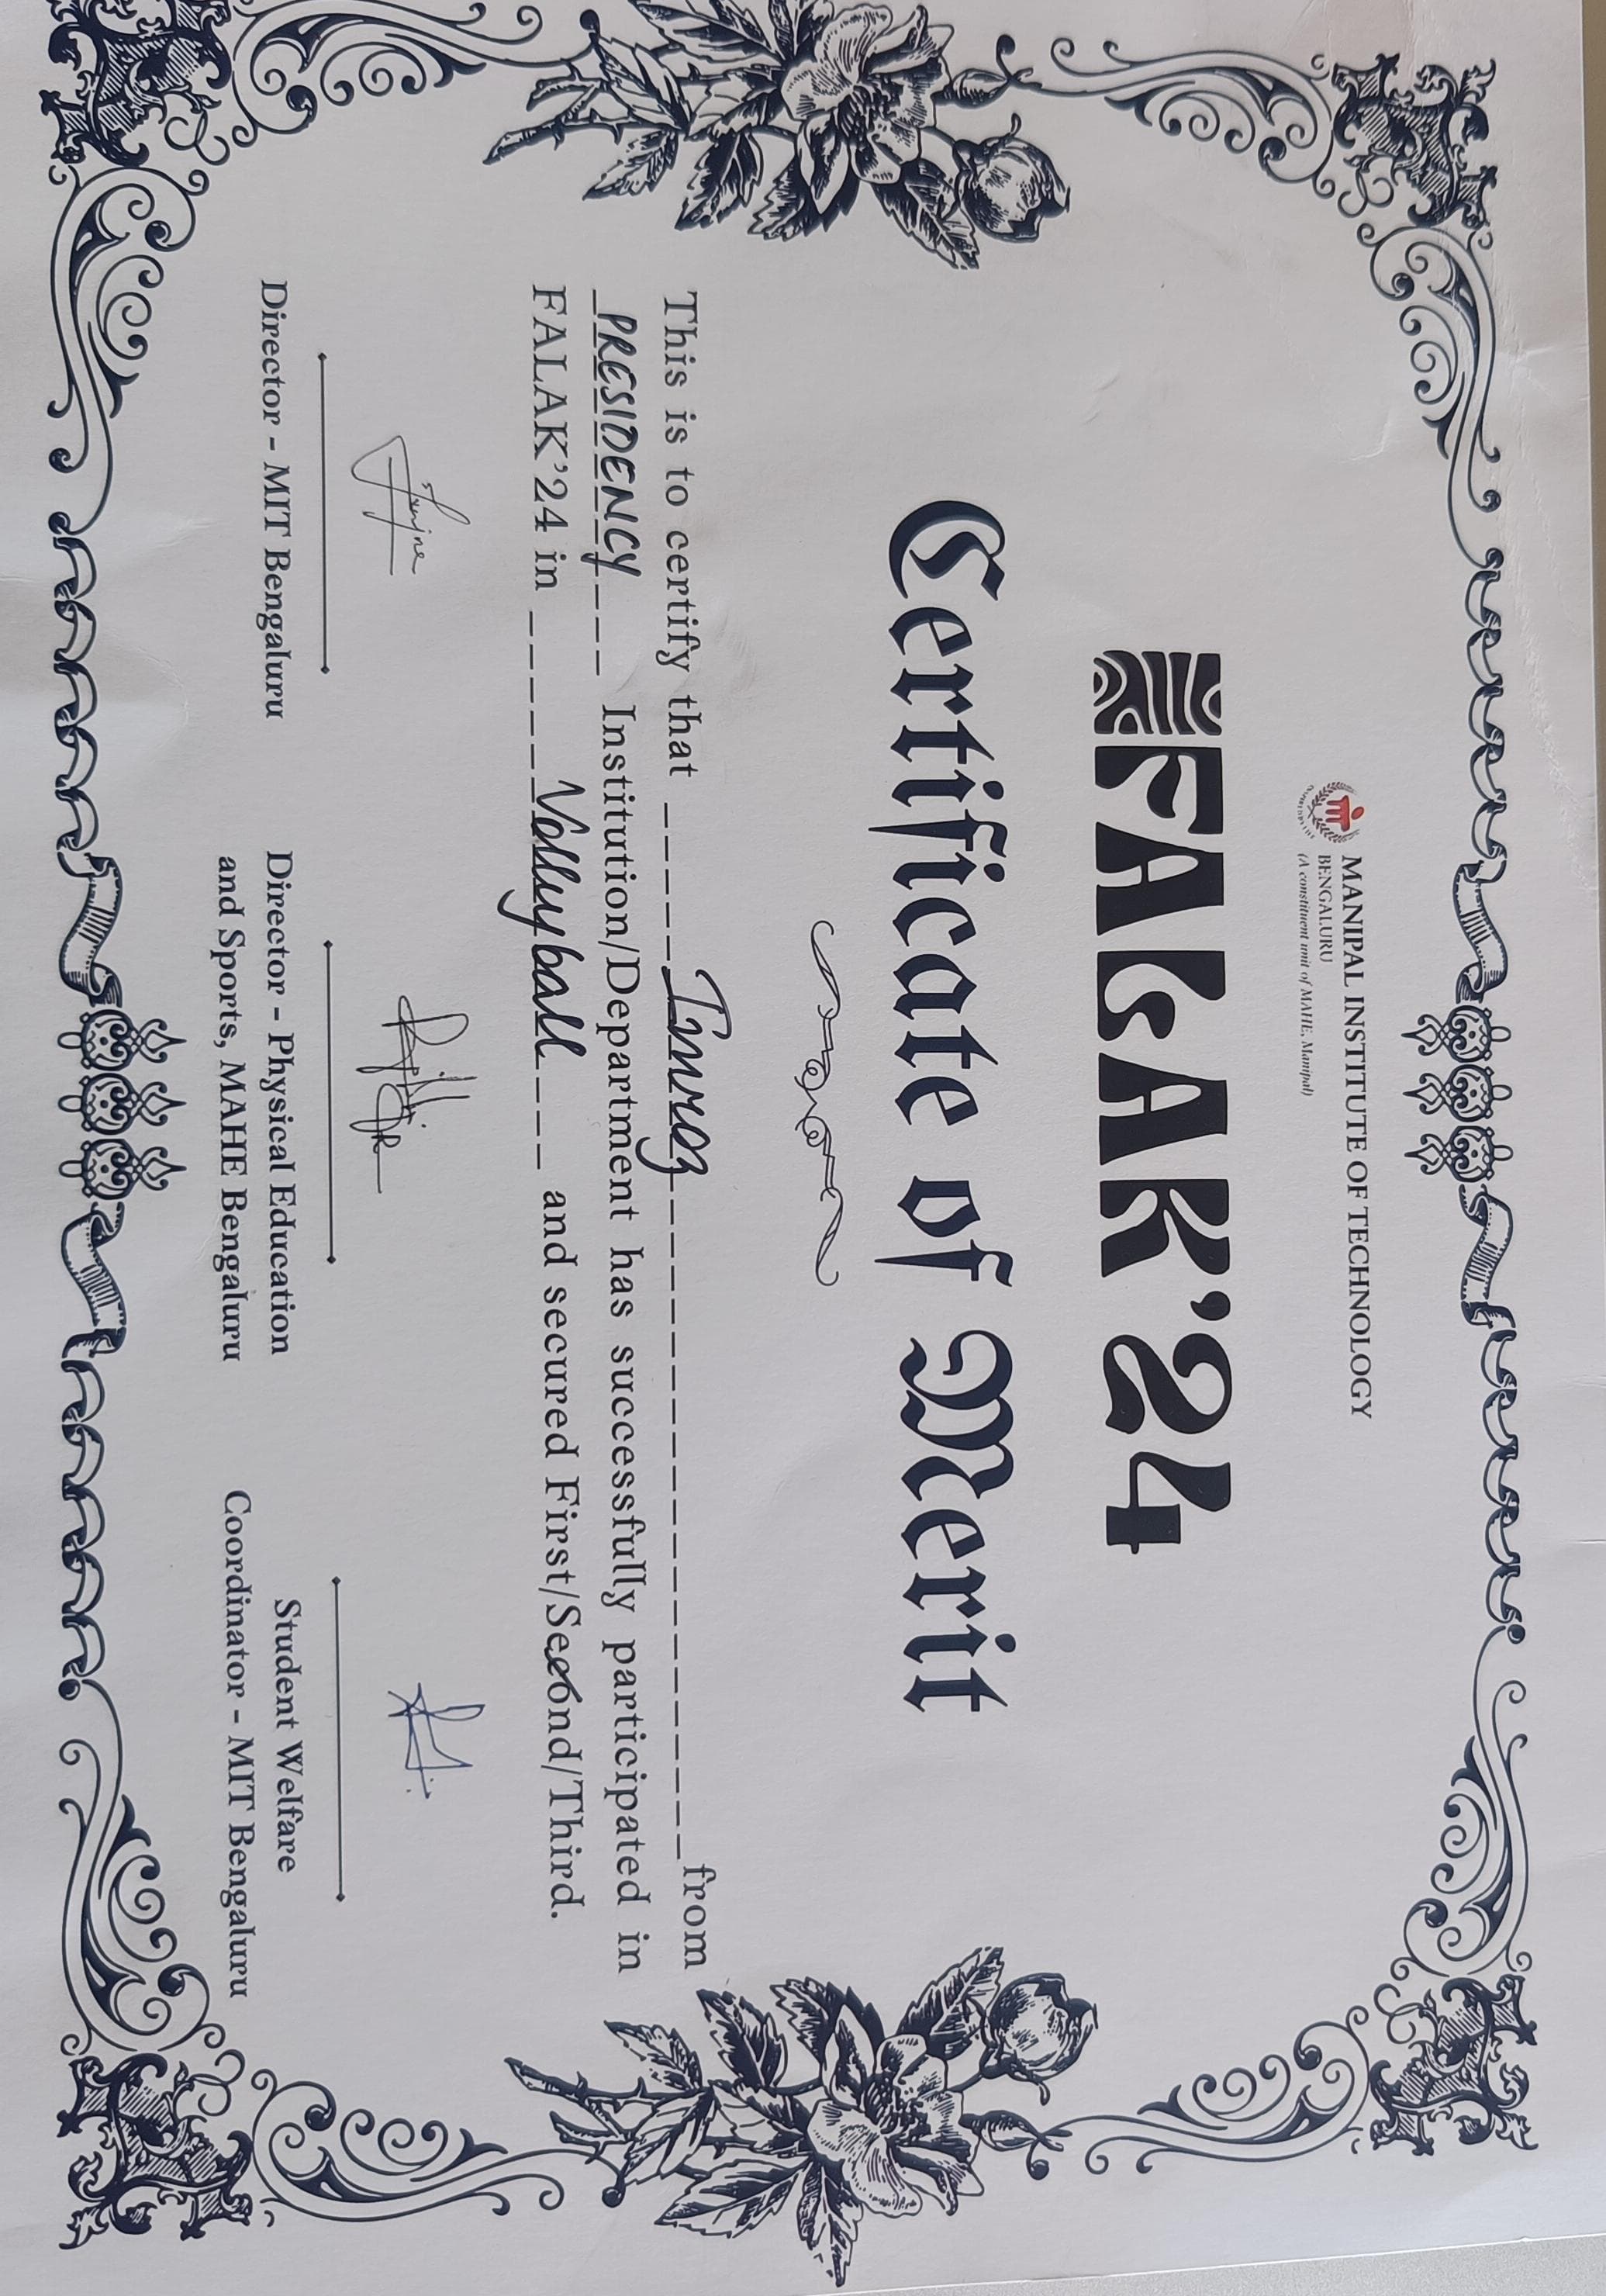 MANIPAL INSTITUTE OF TECHNOLOGY
BENGALURU
(A constituent unit of MAHE, Manipal)
FALAK'24
Certificate of Merit
This is to certify that Imroz from
PRESIDENCY Institution/Department has successfully participated in
FALAK'24 in Volleyball and secured First/Second/Third.
Director - MIT Bengaluru
Director - Physical Education
and Sports, MAHE Bengaluru
Student Welfare
Coordinator - MIT Bengaluru